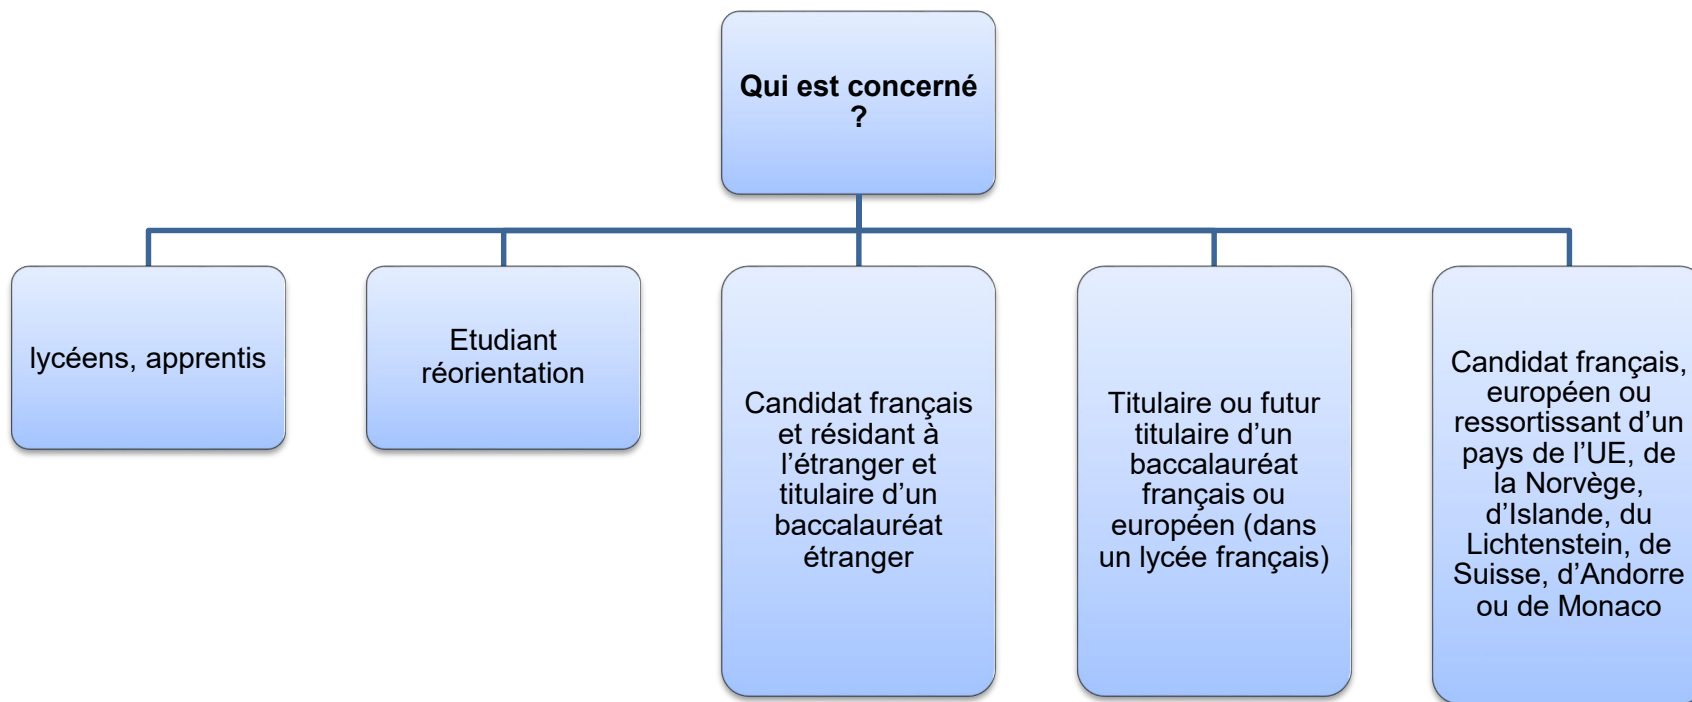 Qui est concerné
?
lycéens, apprentis
Etudiant
réorientation
Candidat français
et résidant à
l’étranger et
titulaire d’un
baccalauréat
étranger
Titulaire ou futur
titulaire d’un
baccalauréat
français ou
européen (dans
un lycée français)
Candidat français,
européen ou
ressortissant d’un
pays de l’UE, de
la Norvège,
d’Islande, du
Lichtenstein, de
Suisse, d’Andorre
ou de Monaco